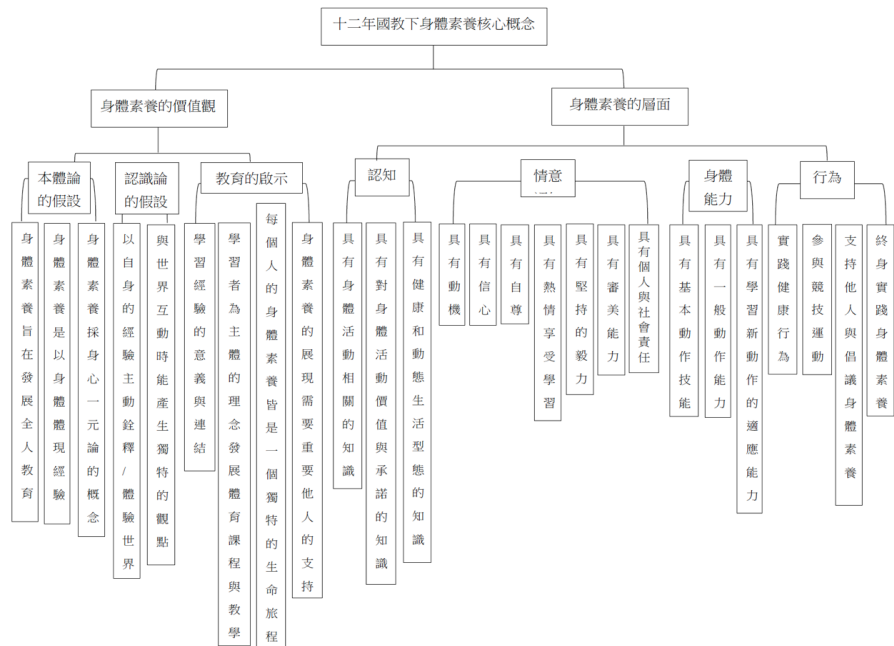 十二年國教下身體素養核心概念
身體素養的價值觀
身體素養的層面
本體論
的假設
認識論
的假設
教育的啟示
認知
情意
身體
能力
行為
身體素養旨在發展全人教育
身體素養是以身體體現經驗
身體素養採身心一元論的概念
以自身的經驗主動詮釋/體驗世界
與世界互動時能產生獨特的觀點
學習經驗的意義與連結
學習者為主體的理念發展體育課程與教學
每個人的身體素養皆是一個獨特的生命旅程
身體素養的展現需要重要他人的支持
具有身體活動相關的知識
具有對身體活動價值與承諾的知識
具有健康和動態生活型態的知識
具有動機
具有信心
具有自尊
具有熱情享受學習
具有堅持的毅力
具有審美能力
具有個人與社會責任
具有基本動作技能
具有一般動作能力
具有學習新動作的適應能力
實踐健康行為
參與競技運動
支持他人與倡議身體素養
終身實踐身體素養